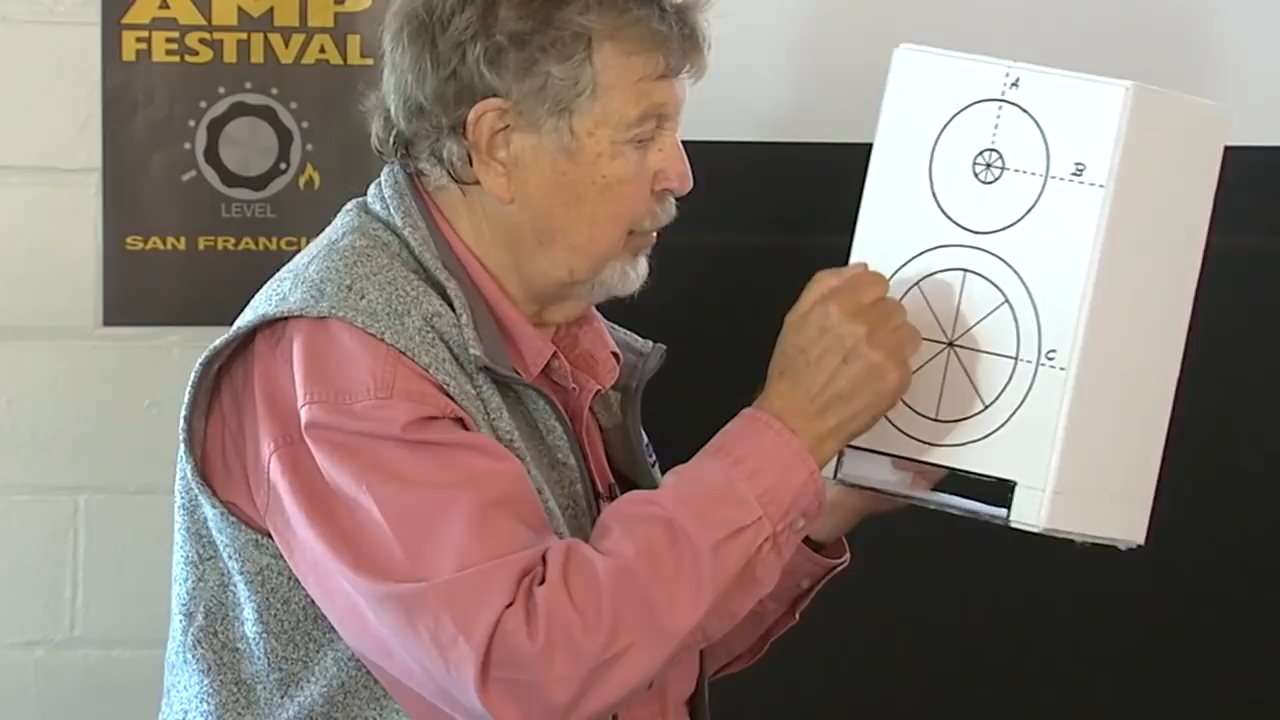 AMP
FESTIVAL
LEVEL
SAN FRANCI
A
B
C